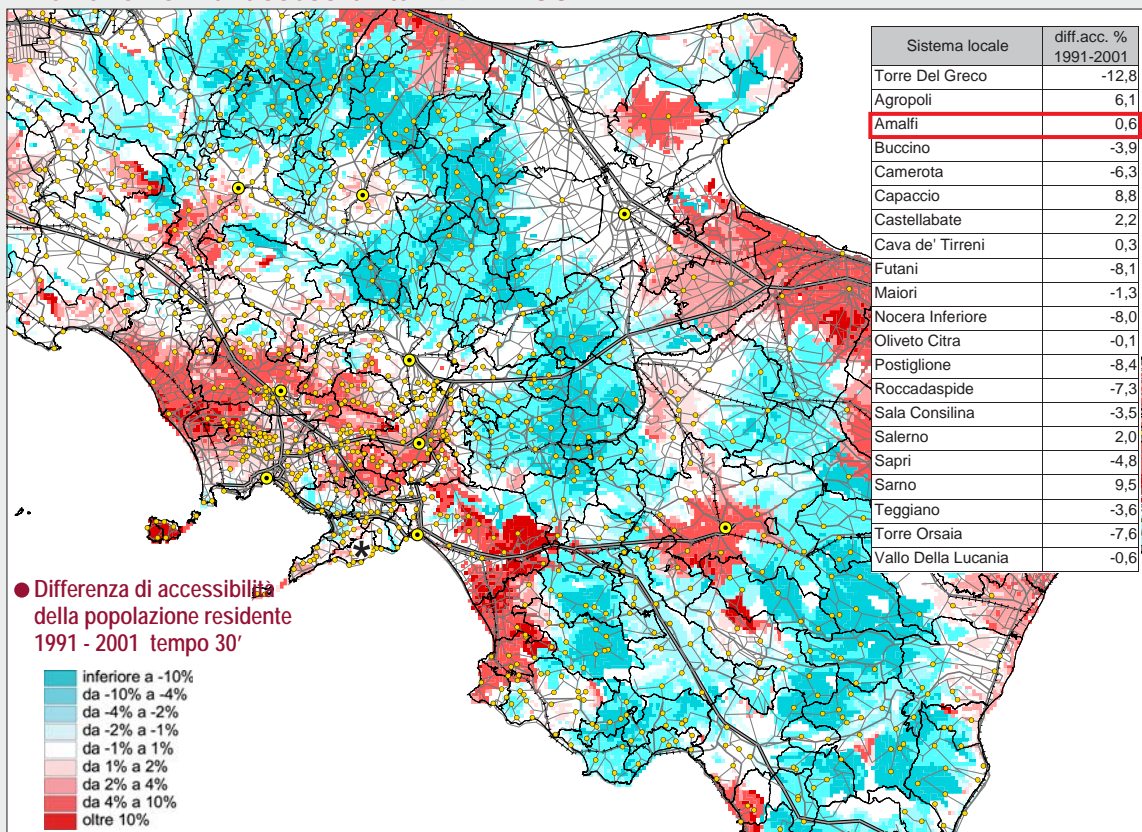 Sistema locale diff.acc. % 1991-2001
Torre Del Greco -12,8
Agropoli 6,1
Amalfi 0,6
Buccino -3,9
Camerota -6,3
Capaccio 8,8
Castellabate 2,2
Cava de' Tirreni 0,3
Futani -8,1
Maiori -1,3
Nocera Inferiore -8,0
Oliveto Citra -0,1
Postiglione -8,4
Roccadaspide -7,3
Sala Consilina -3,5
Salerno 2,0
Sapri -4,8
Sarno 9,5
Teggiano -3,6
Torre Orsaia -7,6
Vallo Della Lucania -0,6
*
● Differenza di accessibilità
della popolazione residente
1991 - 2001 tempo 30'
inferiore a -10%
da -10% a -4%
da -4% a -2%
da -2% a -1%
da -1% a 1%
da 1% a 2%
da 2% a 4%
da 4% a 10%
oltre 10%